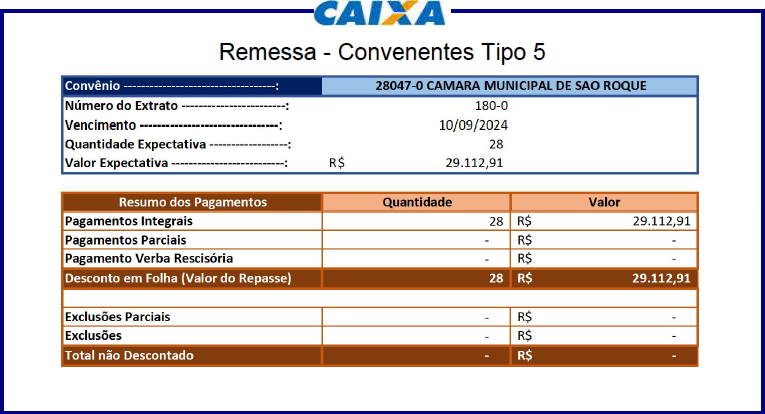 CAIXA
Remessa - Convenentes Tipo 5
Convênio -----------------------------------: 28047-0 CAMARA MUNICIPAL DE SAO ROQUE
Número do Extrato ------------------------: 180-0
Vencimento --------------------------------: 10/09/2024
Quantidade Expectativa ------------------: 28
Valor Expectativa --------------------------: R$ 29.112,91
Resumo dos Pagamentos Quantidade Valor
Pagamentos Integrais 28 R$ 29.112,91
Pagamentos Parciais - R$ -
Pagamento Verba Rescisória - R$ -
Desconto em Folha (Valor do Repasse) 28 R$ 29.112,91
Exclusões Parciais - R$ -
Exclusões - R$ -
Total não Descontado - R$ -